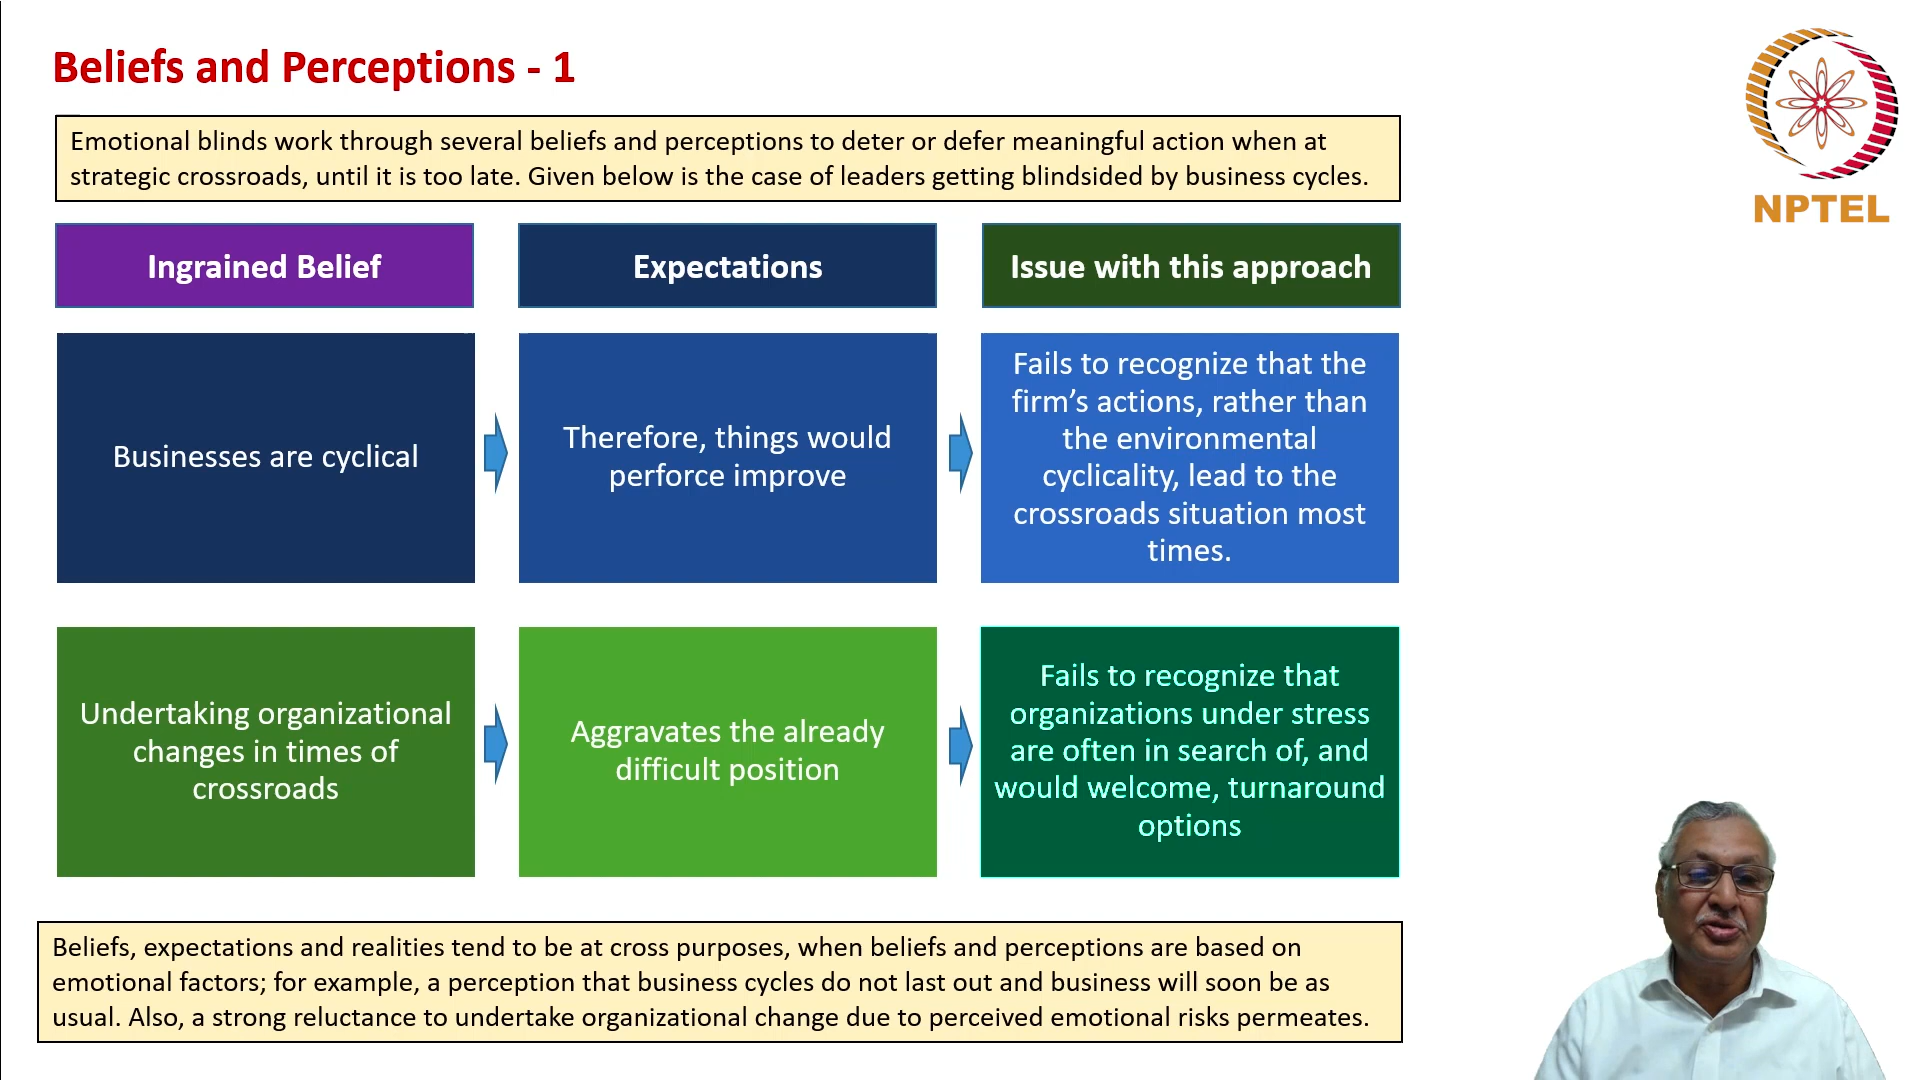 Beliefs and Perceptions - 1
NPTEL
Emotional blinds work through several beliefs and perceptions to deter or defer meaningful action when at
strategic crossroads, until it is too late. Given below is the case of leaders getting blindsided by business cycles.
Ingrained Belief
Expectations
Issue with this approach
Businesses are cyclical
Therefore, things would
perforce improve
Fails to recognize that the
firm's actions, rather than
the environmental
cyclicality, lead to the
crossroads situation most
times.
Undertaking organizational
changes in times of
crossroads
Aggravates the already
difficult position
Fails to recognize that
organizations under stress
are often in search of, and
would welcome, turnaround
options
Beliefs, expectations and realities tend to be at cross purposes, when beliefs and perceptions are based on
emotional factors; for example, a perception that business cycles do not last out and business will soon be as
usual. Also, a strong reluctance to undertake organizational change due to perceived emotional risks permeates.